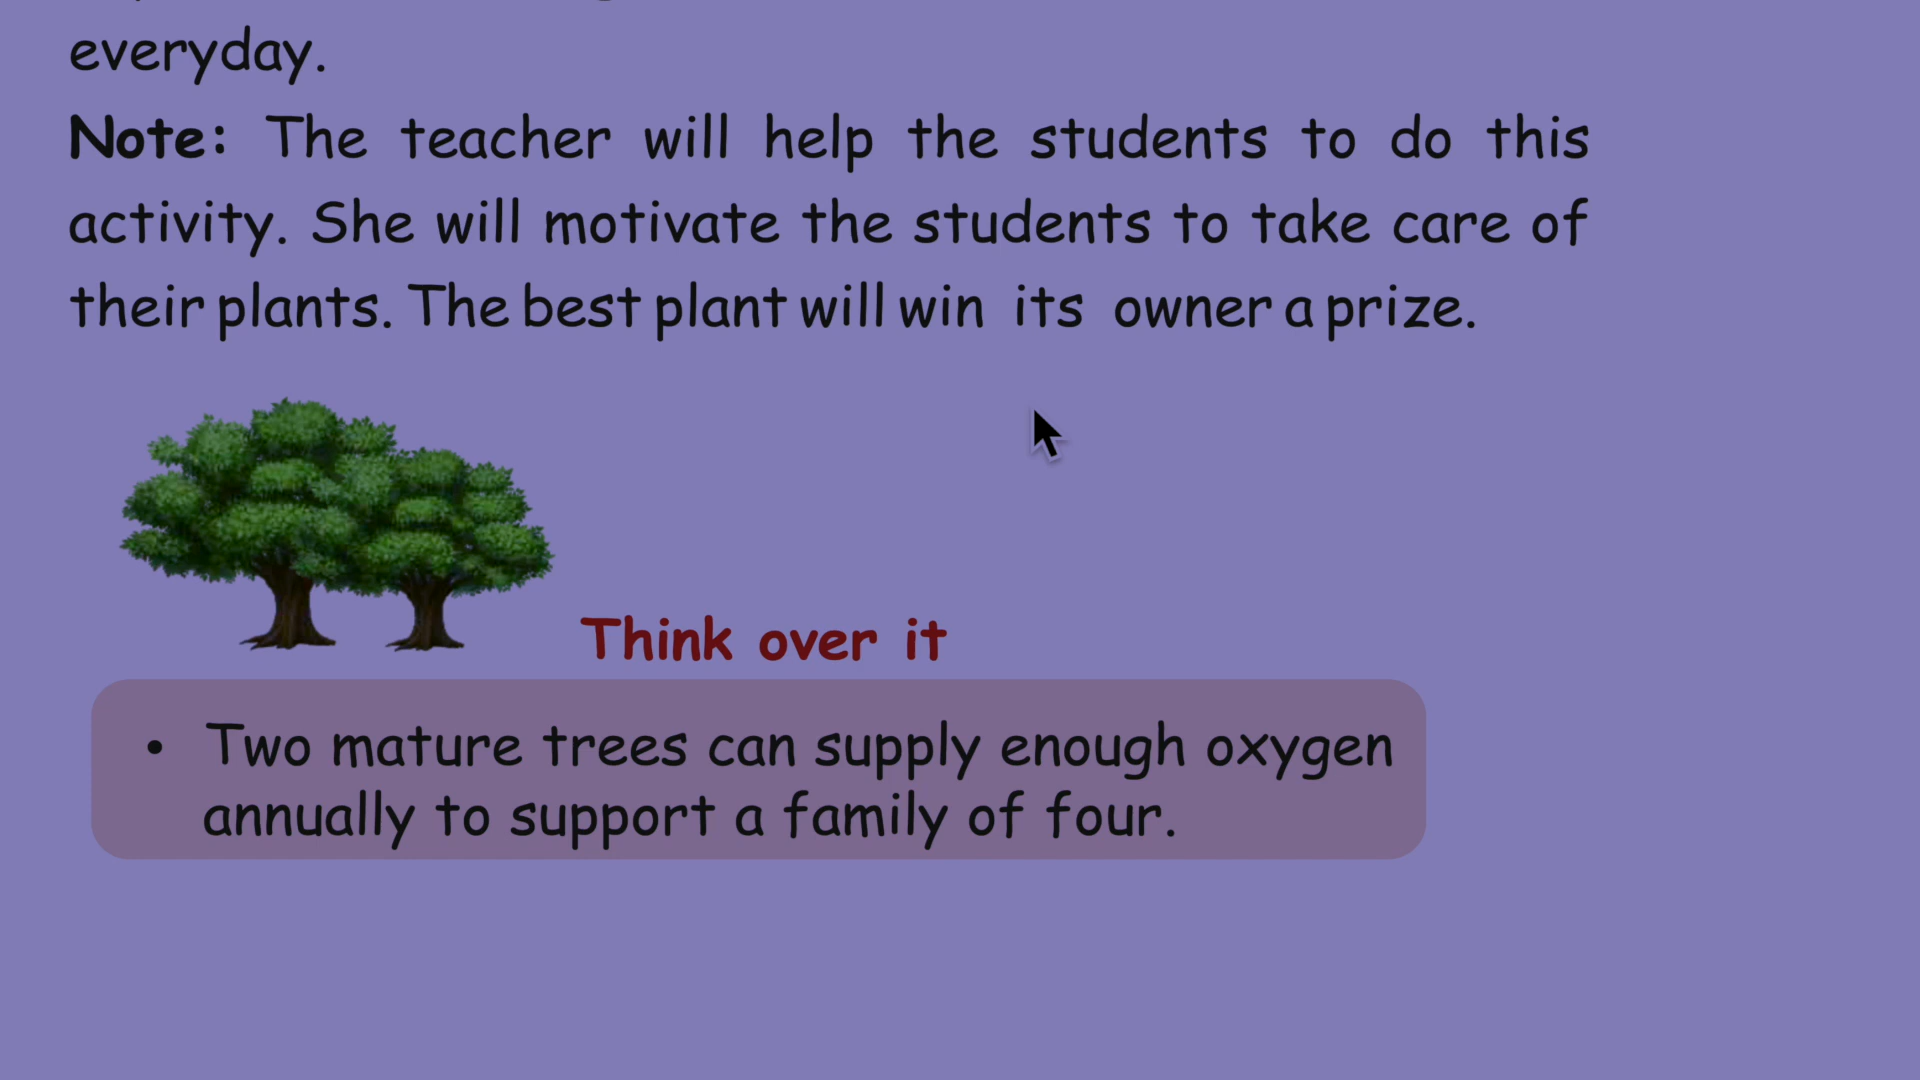 everyday.
Note: The teacher will help the students to do this
activity. She will motivate the students to take care of
their plants. The best plant will win its owner a prize.
Think over it
• Two mature trees can supply enough oxygen
annually to support a family of four.